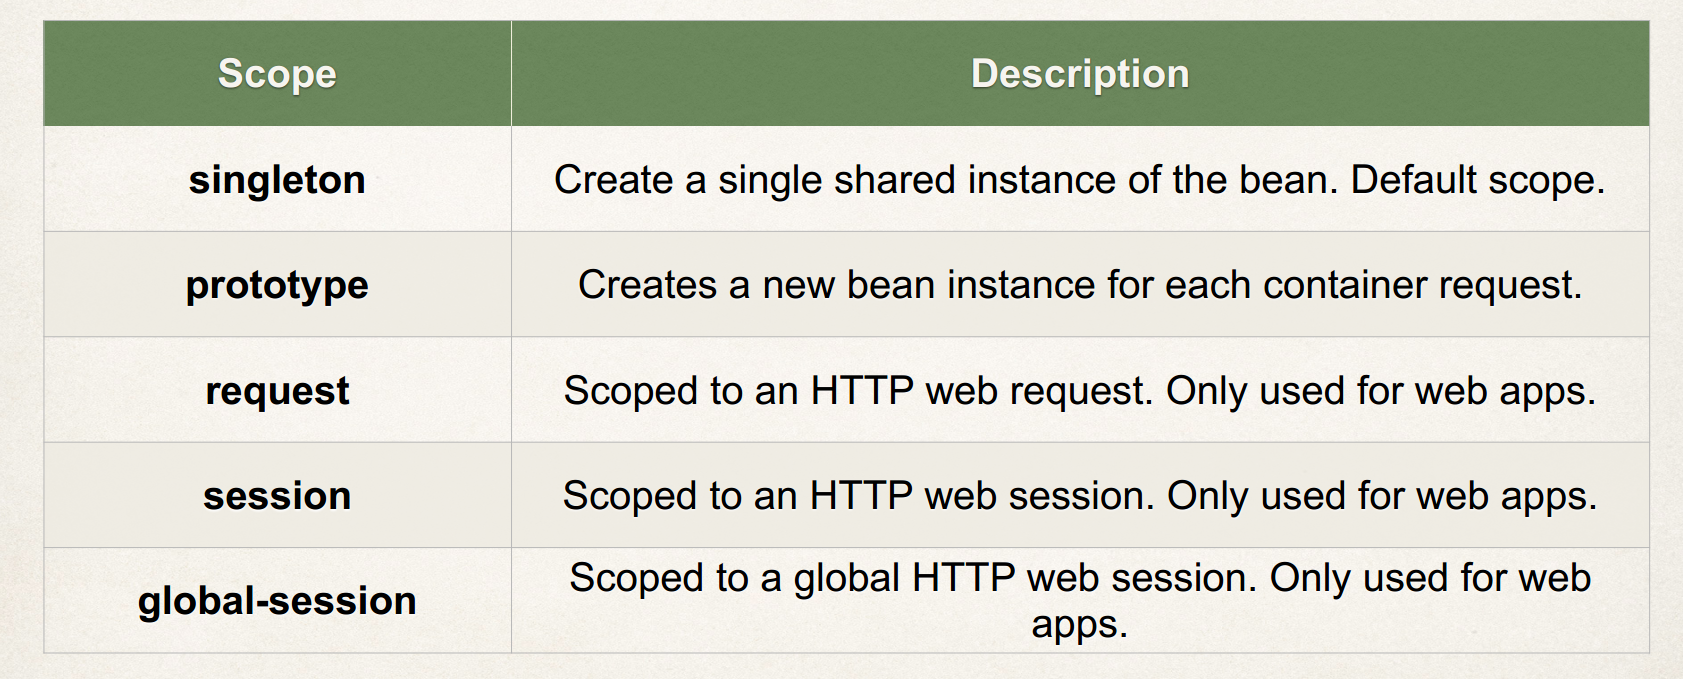 Scope
Description
singleton
Create a single shared instance of the bean. Default scope.
prototype
Creates a new bean instance for each container request.
request
Scoped to an HTTP web request. Only used for web apps.
session
Scoped to an HTTP web session. Only used for web apps.
global-session
Scoped to a global HTTP web session. Only used for web
apps.